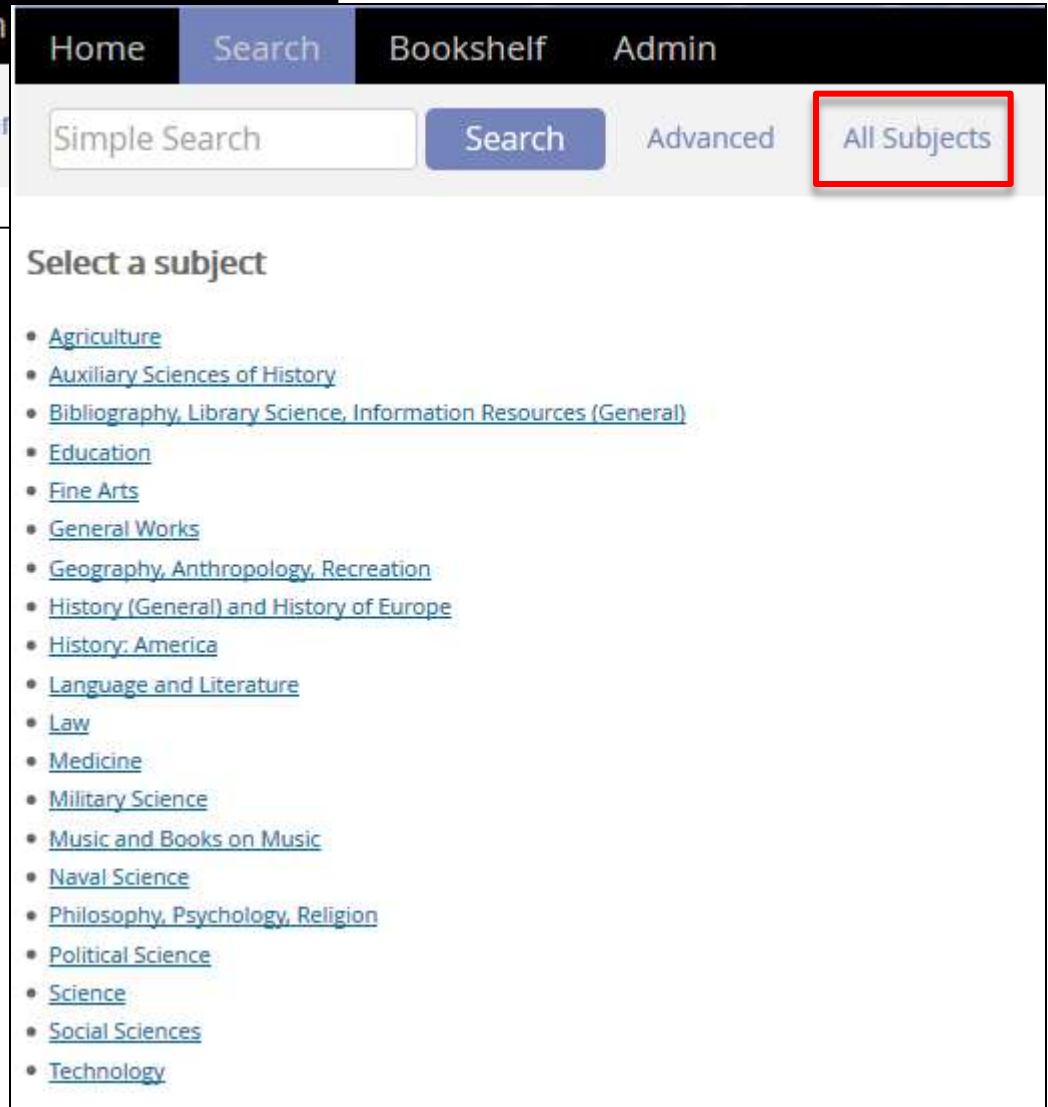 Home Search Bookshelf Admin
Simple Search Search Advanced All Subjects
Select a subject
• Agriculture
• Auxiliary Sciences of History
• Bibliography, Library Science, Information Resources (General)
• Education
• Fine Arts
• General Works
• Geography, Anthropology, Recreation
• History (General) and History of Europe
• History: America
• Language and Literature
• Law
• Medicine
• Military Science
• Music and Books on Music
• Naval Science
• Philosophy, Psychology, Religion
• Political Science
• Science
• Social Sciences
• Technology